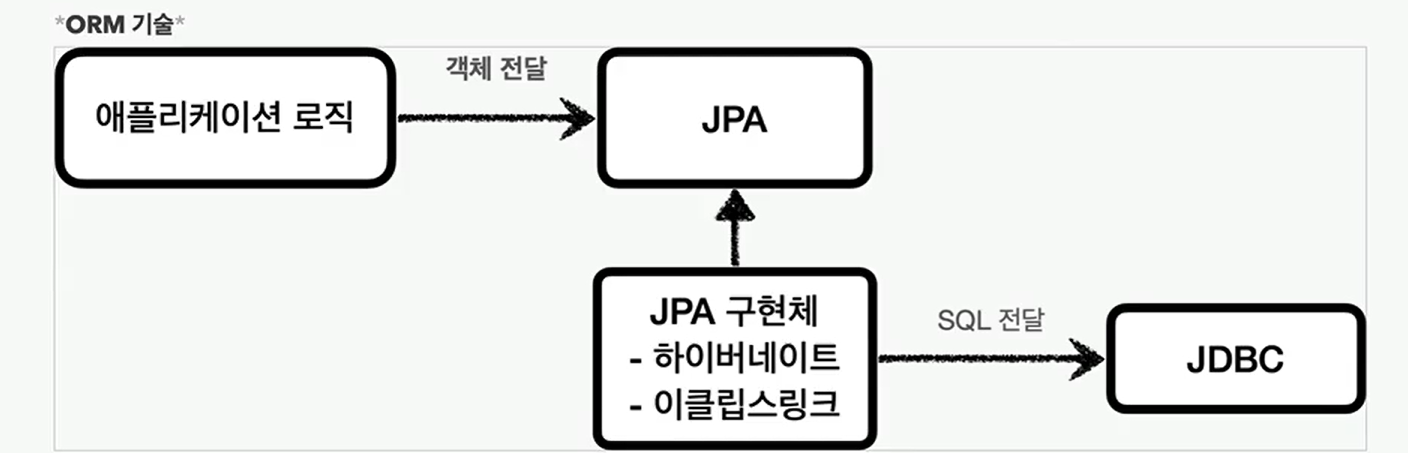 *ORM 기술*
객체 전달
애플리케이션 로직
JPA
JPA 구현체
- 하이버네이트
- 이클립스링크
SQL 전달
JDBC